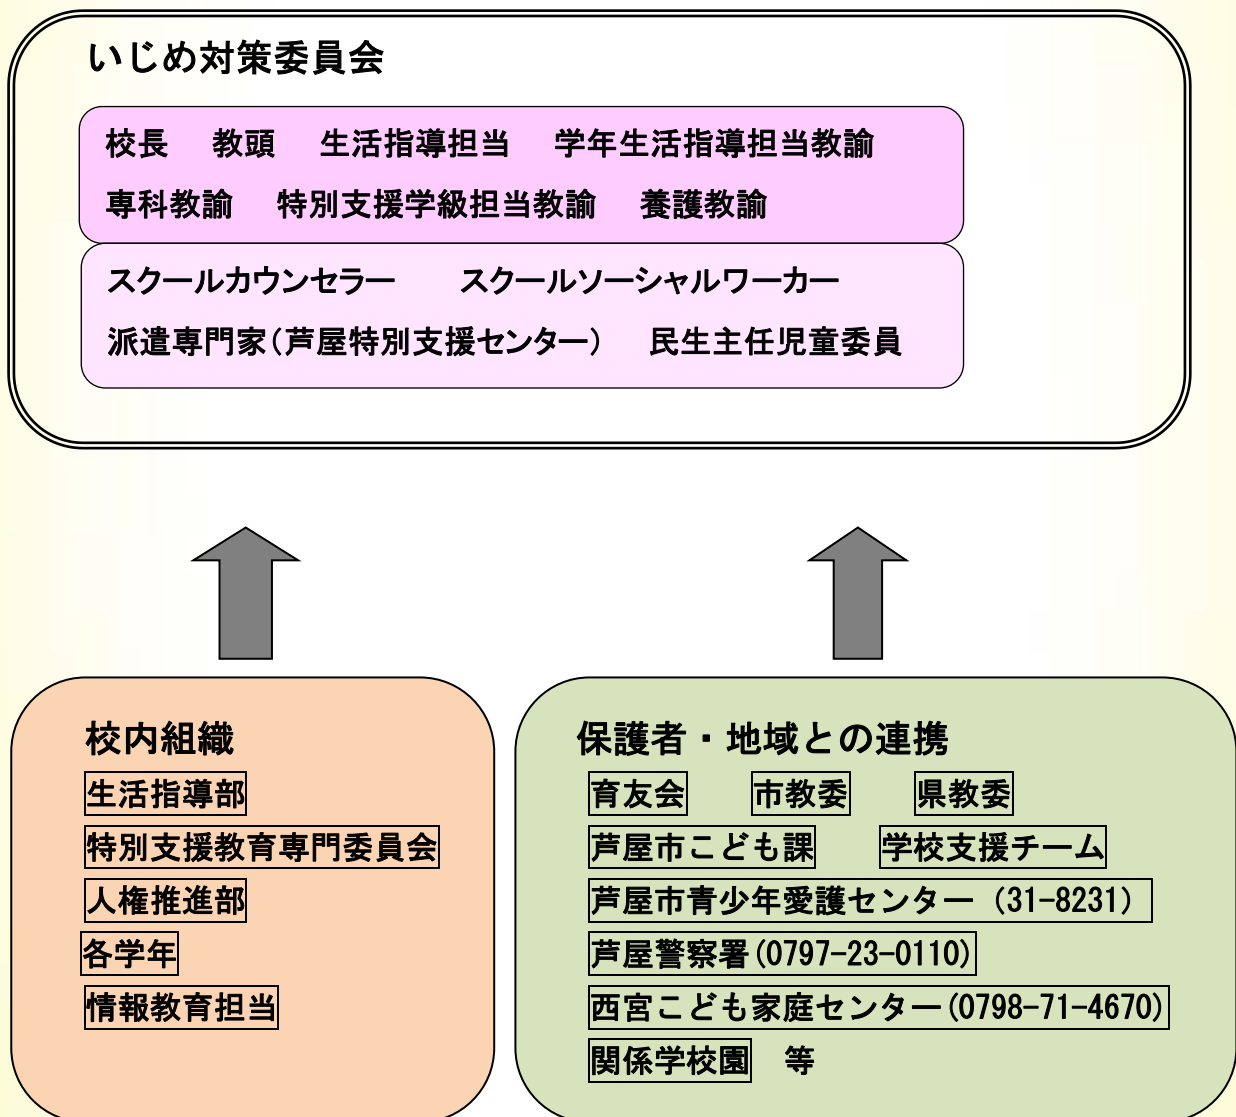 いじめ対策委員会
校長 教頭 生活指導担当 学年生活指導担当教諭
専科教諭 特別支援学級担当教諭 養護教諭
スクールカウンセラー スクールソーシャルワーカー
派遣専門家(芦屋特別支援センター) 民生主任児童委員
校内組織
生活指導部
特別支援教育専門委員会
人権推進部
各学年
情報教育担当
保護者・地域との連携
育友会 市教委 県教委
芦屋市こども課 学校支援チーム
芦屋市青少年愛護センター（31-8231）
芦屋警察署(0797-23-0110)
西宮こども家庭センター(0798-71-4670)
関係学校園 等